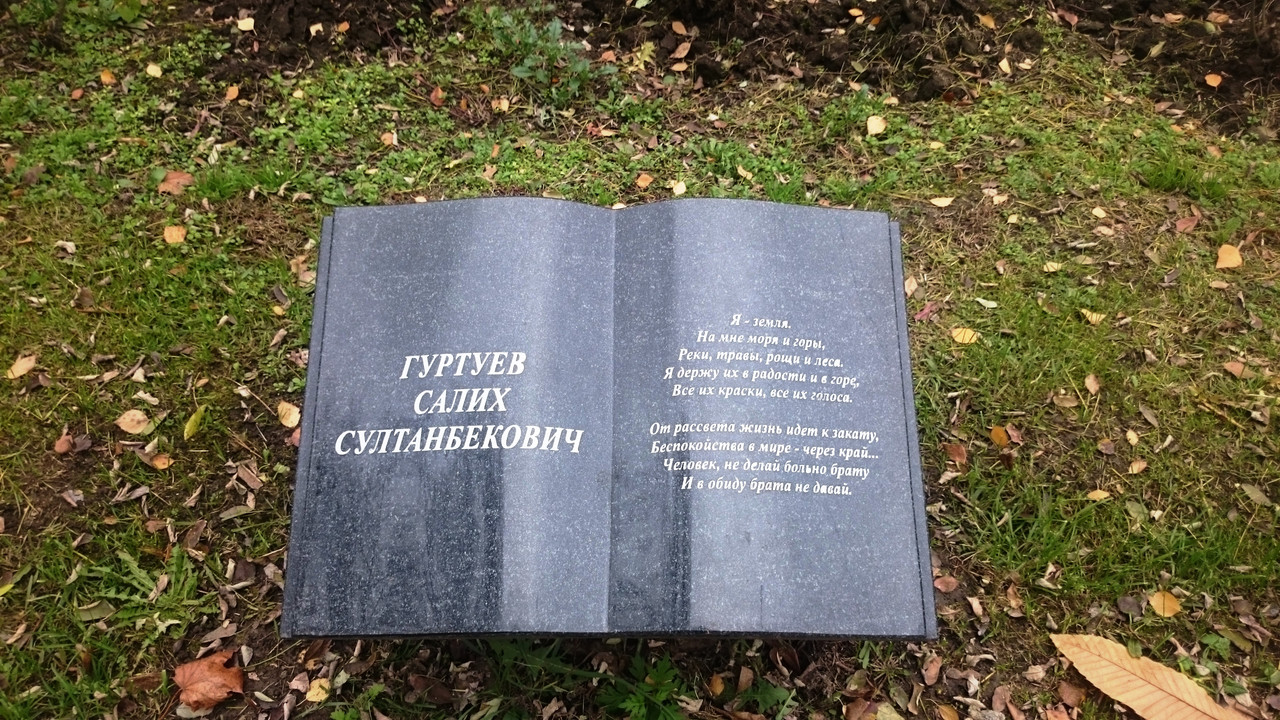 ГУРТУЕВ
САЛИХ
СУЛТАНБЕКОВИЧ
Я - земля.
На мне моря и горы,
Реки, травы, рощи и леса.
Я держу их в радости и в горе,
Все их краски, все их голоса.
От рассвета жизнь идет к закату,
Беспокойства в мире - через край...
Человек, не делай больно брату
И в обиду брата не давай.